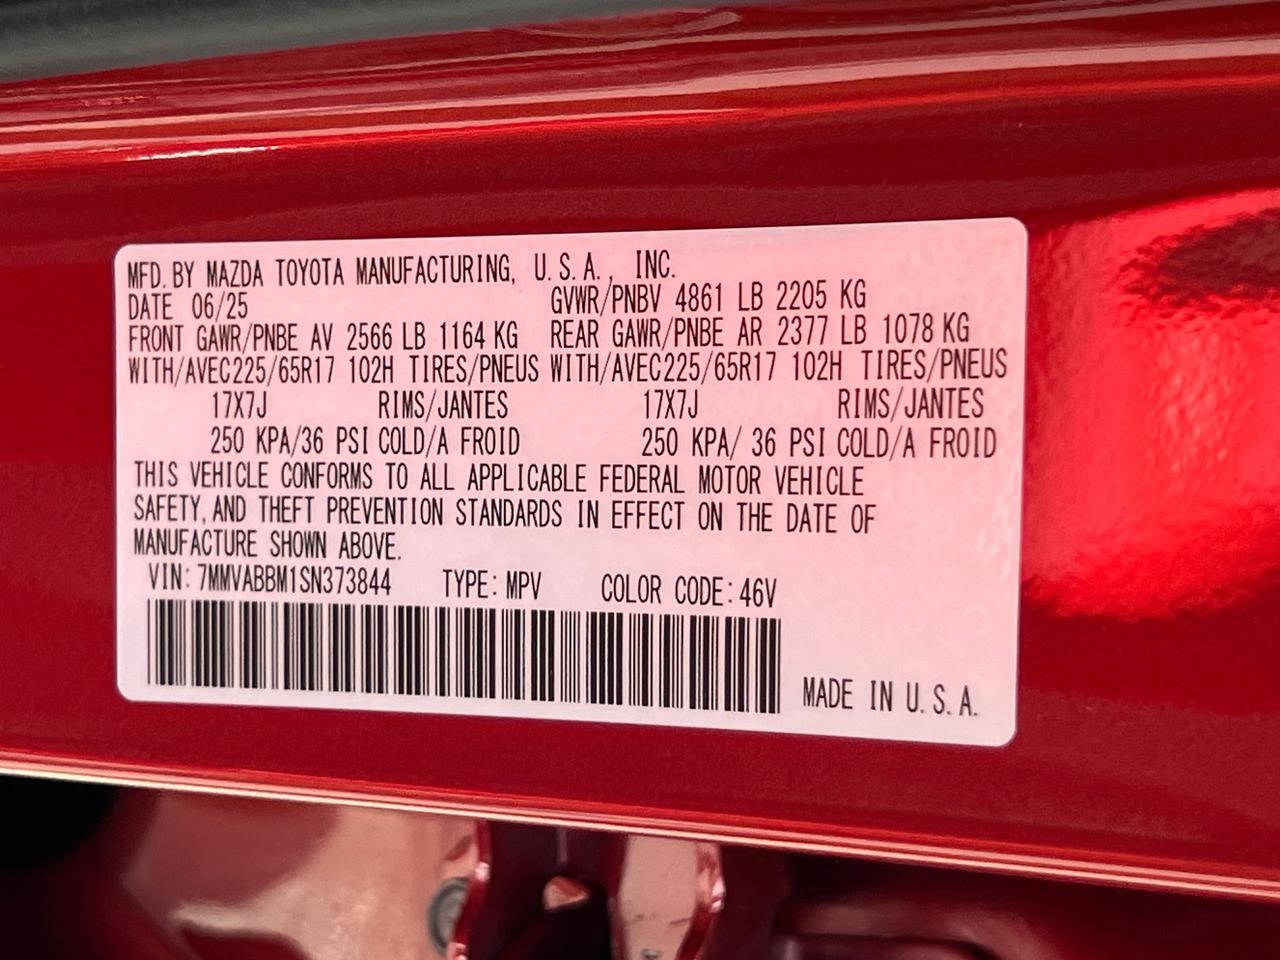 MFD. BY MAZDA TOYOTA MANUFACTURING, U.S.A., INC.
DATE 06/25 GVWR/PNBV 4861 LB 2205 KG
FRONT GAWR/PNBE AV 2566 LB 1164 KG REAR GAWR/PNBE AR 2377 LB 1078 KG
WITH/AVEC225/65R17 102H TIRES/PNEUS WITH/AVEC225/65R17 102H TIRES/PNEUS
17X7J RIMS/JANTES 17X7J RIMS/JANTES
250 KPA/36 PSI COLD/A FROID 250 KPA/ 36 PSI COLD/A FROID
THIS VEHICLE CONFORMS TO ALL APPLICABLE FEDERAL MOTOR VEHICLE
SAFETY, AND THEFT PREVENTION STANDARDS IN EFFECT ON THE DATE OF
MANUFACTURE SHOWN ABOVE.
VIN: 7MMVABBM1SN373844 TYPE: MPV COLOR CODE: 46V
MADE IN U.S.A.